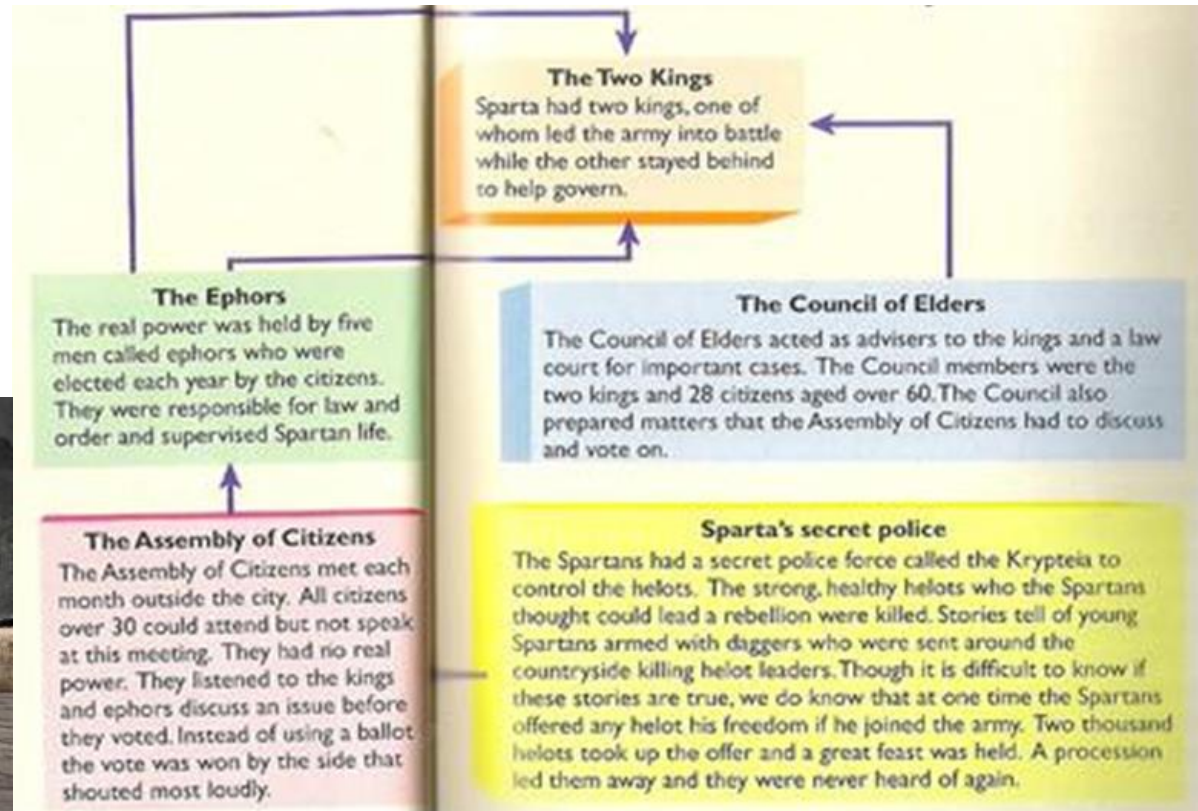 The Two Kings
Sparta had two kings, one of
whom led the army into battle
while the other stayed behind
to help govern.
The Ephors
The real power was held by five
men called ephors who were
elected each year by the citizens.
They were responsible for law and
order and supervised Spartan life.
The Council of Elders
The Council of Elders acted as advisers to the kings and a law
court for important cases. The Council members were the
two kings and 28 citizens aged over 60. The Council also
prepared matters that the Assembly of Citizens had to discuss
and vote on.
The Assembly of Citizens
The Assembly of Citizens met each
month outside the city. All citizens
over 30 could attend but not speak
at this meeting. They had no real
power. They listened to the kings
and ephors discuss an issue before
they voted. Instead of using a ballot
the vote was won by the side that
shouted most loudly.
Sparta's secret police
The Spartans had a secret police force called the Krypteia to
control the helots. The strong, healthy helots who the Spartans
thought could lead a rebellion were killed. Stories tell of young
Spartans armed with daggers who were sent around the
countryside killing helot leaders. Though it is difficult to know if
these stories are true, we do know that at one time the Spartans
offered any helot his freedom if he joined the army. Two thousand
helots took up the offer and a great feast was held. A procession
led them away and they were never heard of again.